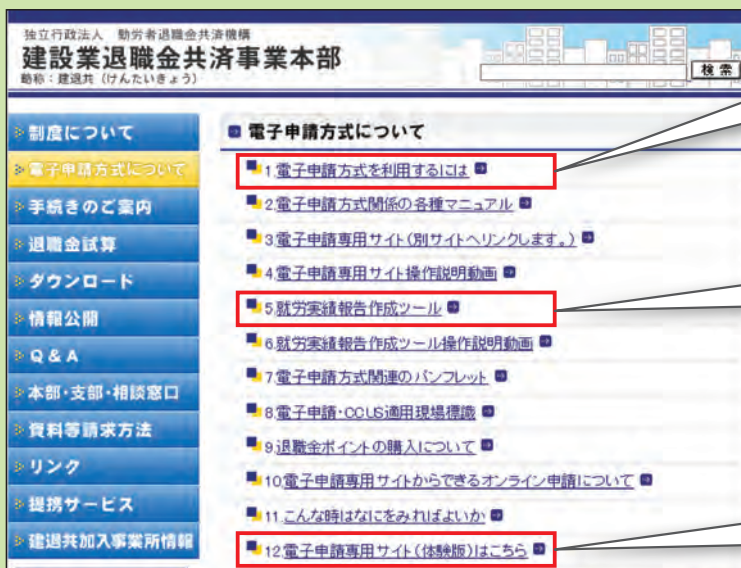 独立行政法人 勤労者退職金共済機構
建設業退職金共済事業本部
略称：建退共（けんたいきょう）
検索
制度について
電子申請方式について
手続きのご案内
退職金試算
ダウンロード
情報公開
Q & A
本部・支部・相談窓口
資料等請求方法
リンク
提携サービス
建退共加入事業所情報
電子申請方式について
1.電子申請方式を利用するには
2.電子申請方式関係の各種マニュアル
3.電子申請専用サイト(別サイトへリンクします。)
4.電子申請専用サイト操作説明動画
5.就労実績報告作成ツール
6.就労実績報告作成ツール操作説明動画
7.電子申請方式関連のパンフレット
8.電子申請・CCUS適用現場標識
9.退職金ポイントの購入について
10.電子申請専用サイトからできるオンライン申請について
11.こんな時はなにをみればよいか
12.電子申請専用サイト(体験版)はこちら